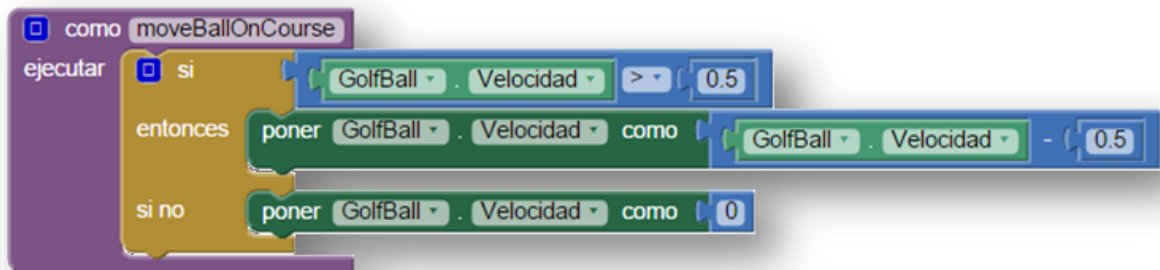 como moveBallOnCourse
ejecutar si GolfBall . Velocidad > 0.5
entonces poner GolfBall . Velocidad como GolfBall . Velocidad - 0.5
si no poner GolfBall . Velocidad como 0